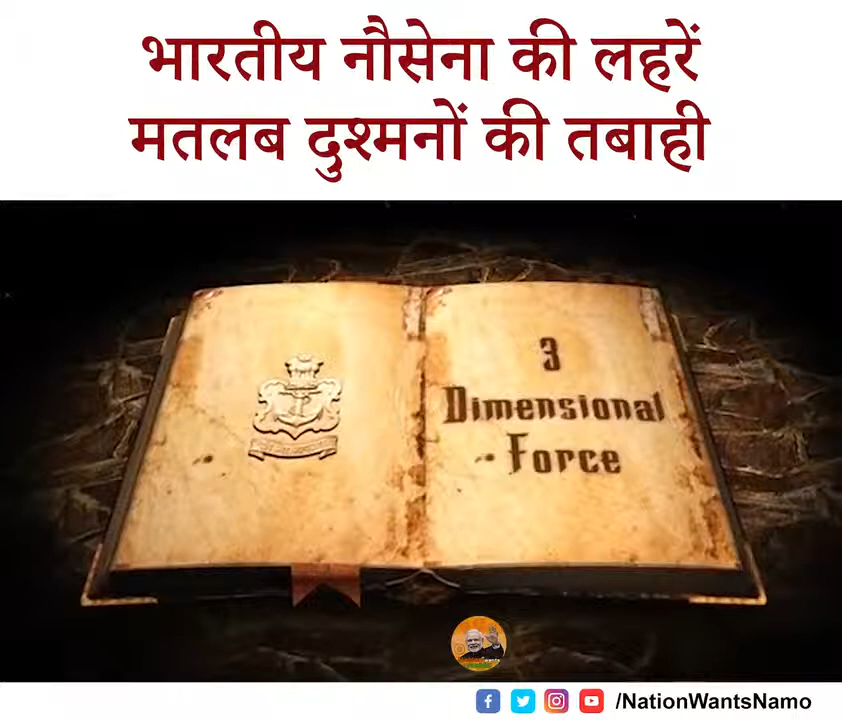 भारतीय नौसेना की लहरें
मतलब दुश्मनों की तबाही
3
Dimensional
Force
/NationWantsNamo